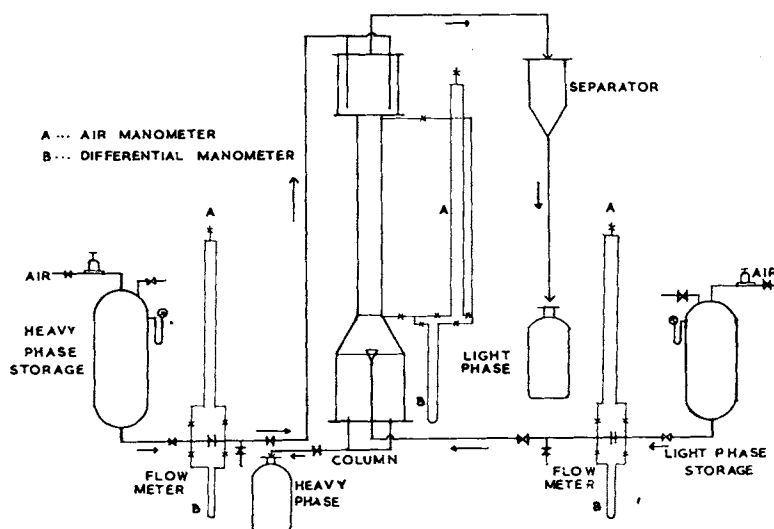 SEPARATOR
A ... AIR MANOMETER
B ... DIFFERENTIAL MANOMETER
A
A
A
AIR
AIR
HEAVY
PHASE
STORAGE
LIGHT
PHASE
B
COLUMN
FLOW
METER
HEAVY
PHASE
FLOW
METER
LIGHT PHASE
STORAGE
B
B